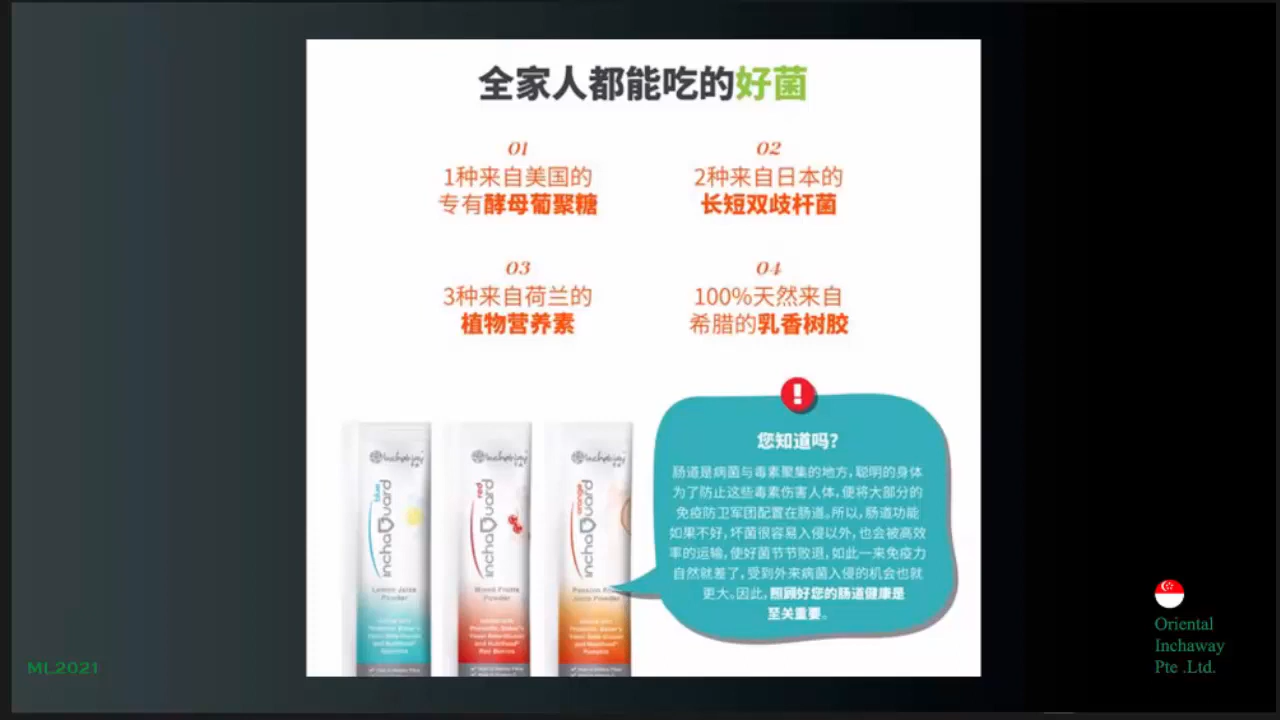 全家人都能吃的好菌
01
1种来自美国的
专有酵母葡聚糖
02
2种来自日本的
长短双歧杆菌
03
3种来自荷兰的
植物营养素
04
100%天然来自
希腊的乳香树胶
!
您知道吗?
肠道是病菌与毒素聚集的地方,聪明的身体
为了防止这些毒素伤害人体,便将大部分的
免疫防卫军团配置在肠道。所以,肠道功能
如果不好,坏菌很容易入侵以外,也会被高效
率的运输,使好菌节节败退,如此一来免疫力
自然就差了,受到外来病菌入侵的机会也就
更大。因此,照顾好您的肠道健康是
至关重要。
Inchaway
blue
inchaGuard
Lemon Juice
Powder
Inchaway
red
inchaGuard
Mixed Fruits
Powder
Inchaway
orange
inchaGuard
Passion Fruit
Juice Powder
ML2021
Oriental
Inchaway
Pte .Ltd.